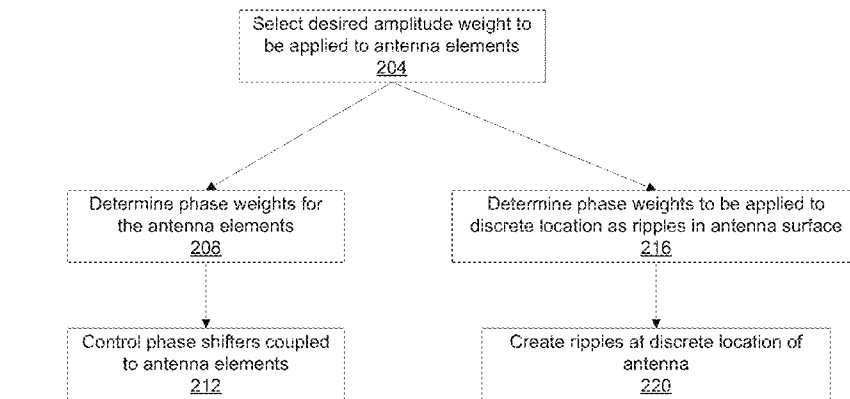 Select desired amplitude weight to
be applied to antenna elements
204
Determine phase weights for
the antenna elements
208
Determine phase weights to be applied to
discrete location as ripples in antenna surface
216
Control phase shifters coupled
to antenna elements
212
Create ripples at discrete location of
antenna
220